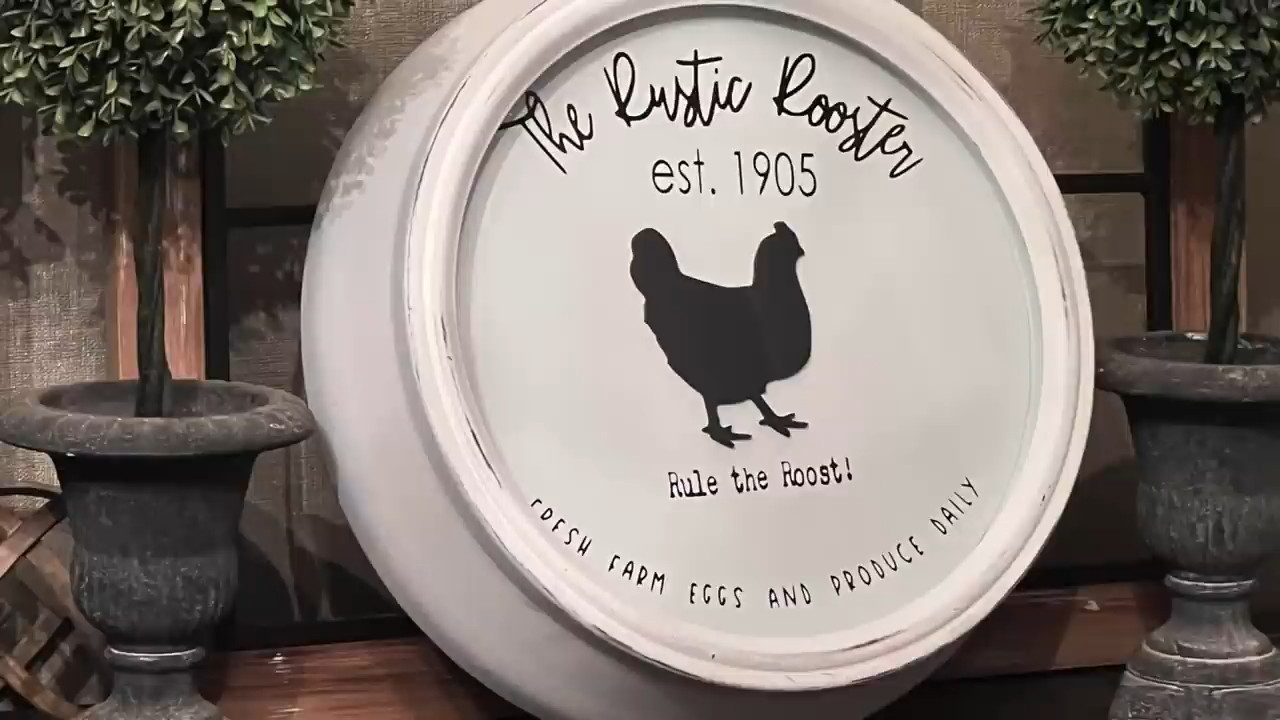 The Rustic Rooster
est. 1905
Rule the Roost!
FRESH FARM EGGS AND PRODUCE DAILY